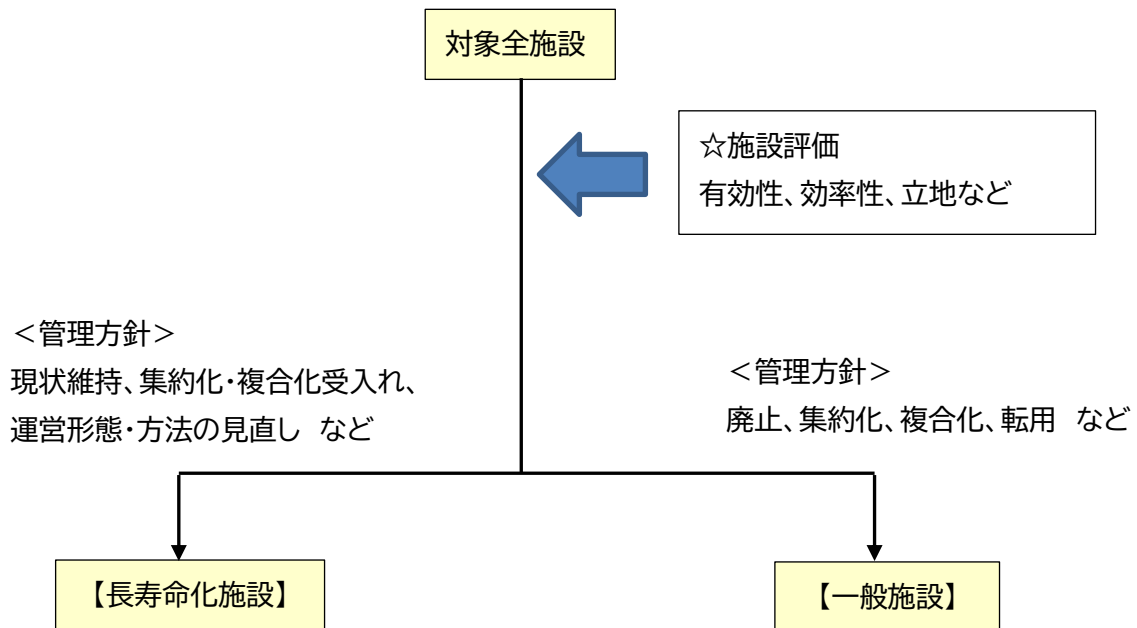 対象全施設
☆施設評価
有効性、効率性、立地など
＜管理方針＞
現状維持、集約化・複合化受入れ、
運営形態・方法の見直し　など
＜管理方針＞
廃止、集約化、複合化、転用　など
【長寿命化施設】
【一般施設】